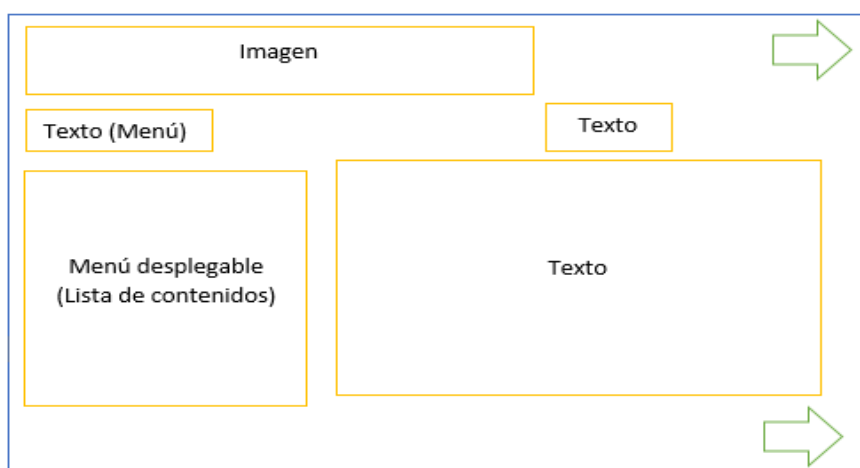 Imagen
Texto (Menú)
Texto
Menú desplegable
(Lista de contenidos)
Texto